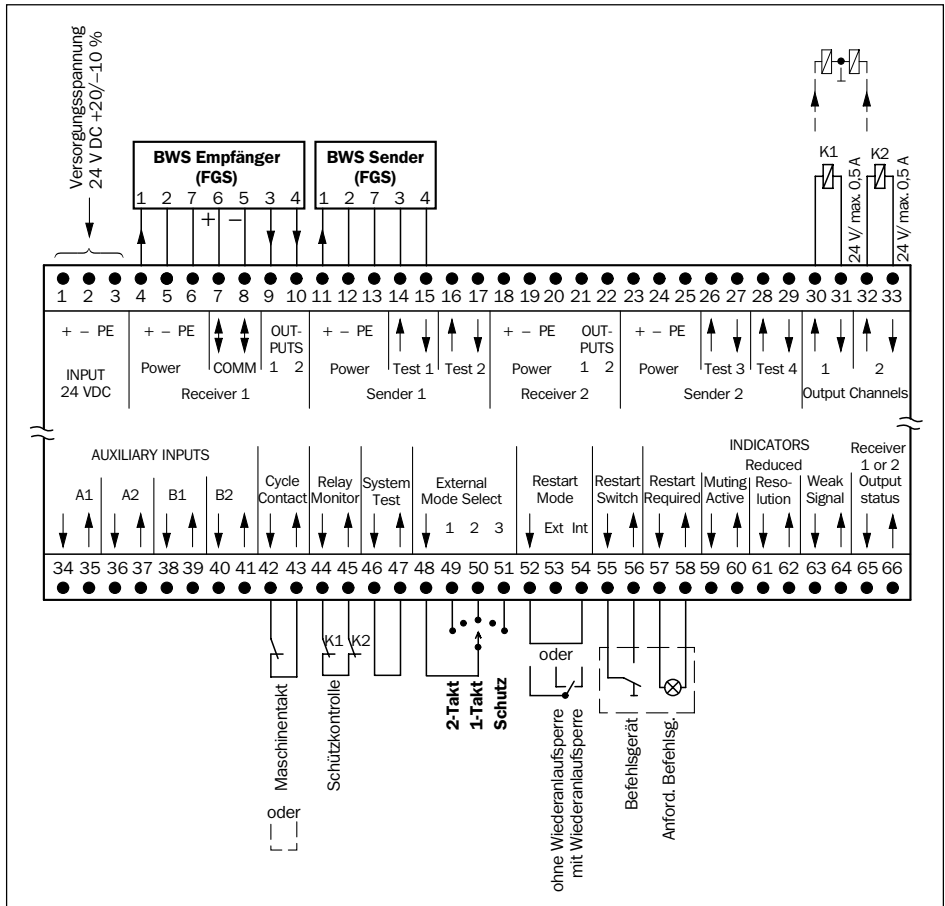 Versorgungsspannung
24 V DC +20/−10 %
BWS Empfänger
(FGS)
1 2 7 6 5 3 4
+ −
BWS Sender
(FGS)
1 2 7 3 4
K1 K2
24 V/ max. 0,5 A
24 V/ max. 0,5 A
1 2 3 4 5 6 7 8 9 10 11 12 13 14 15 16 17 18 19 20 21 22 23 24 25 26 27 28 29 30 31 32 33
+ − PE
INPUT
24 VDC
+ − PE
Power
COMM
OUT-
PUTS
1 2
Receiver 1
+ − PE
Power
Test 1
Test 2
Sender 1
+ − PE
Power
OUT-
PUTS
1 2
Receiver 2
+ − PE
Power
Test 3
Test 4
Sender 2
1 2
Output Channels
AUXILIARY INPUTS
A1 A2 B1 B2
Cycle
Contact
Relay
Monitor
System
Test
External
Mode Select
1 2 3
Restart
Mode
Ext Int
Restart
Switch
Restart
Required
INDICATORS
Muting
Active
Reduced
Reso-
lution
Weak
Signal
Receiver
1 or 2
Output
status
34 35 36 37 38 39 40 41 42 43 44 45 46 47 48 49 50 51 52 53 54 55 56 57 58 59 60 61 62 63 64 65 66
Maschinentakt
oder
K1 K2
Schützkontrolle
2-Takt
1-Takt
Schutz
oder
ohne Wiederanlaufsperre
mit Wiederanlaufsperre
Befehlsgerät
Anford. Befehlsg.